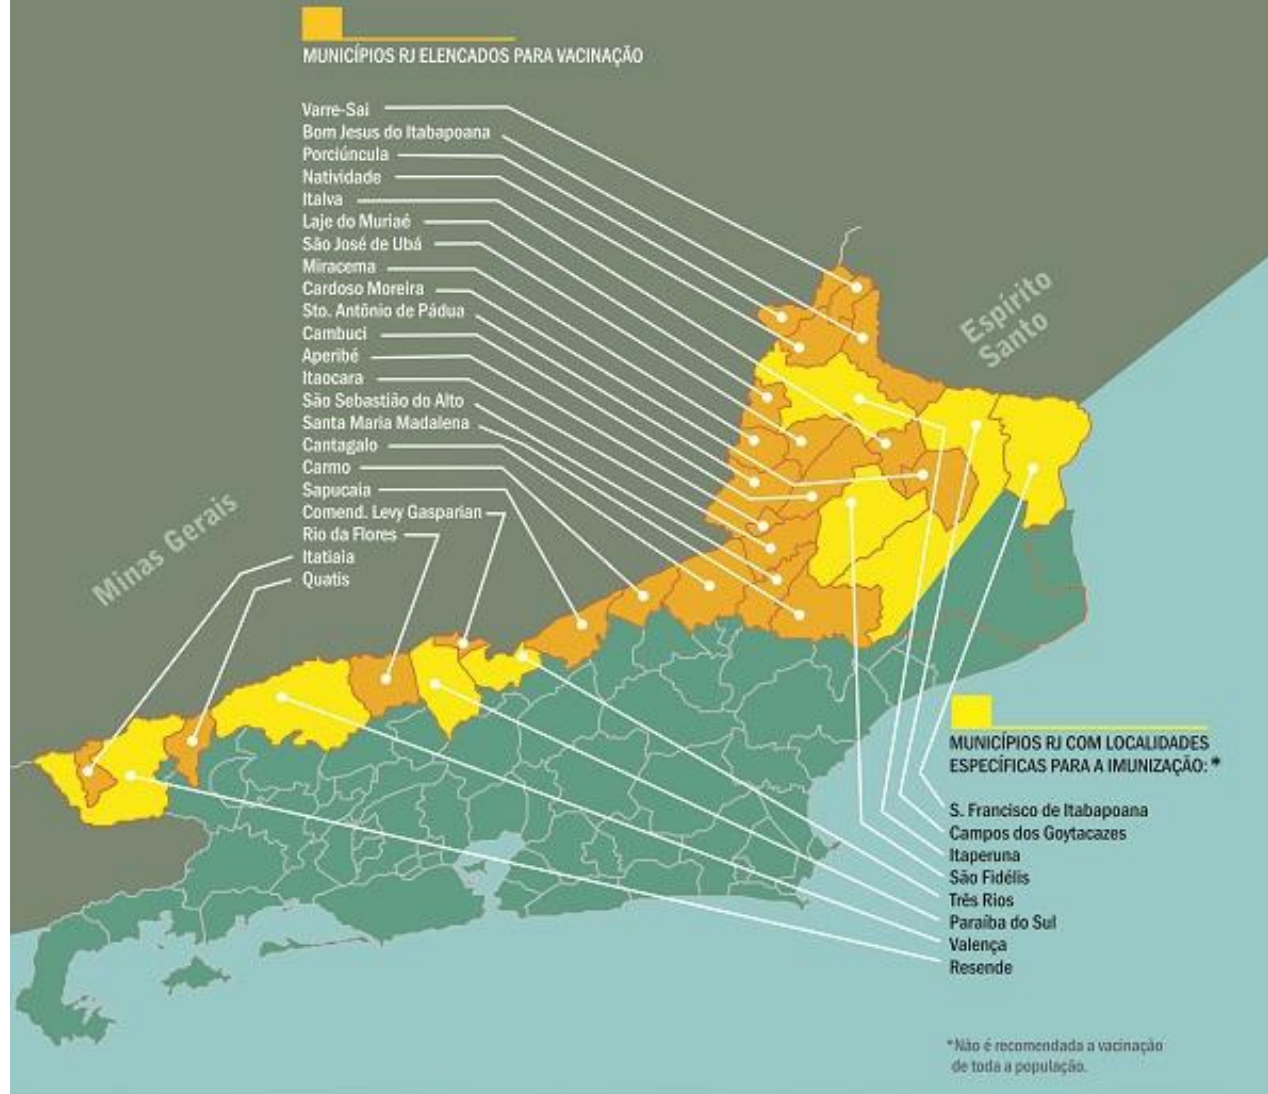 MUNICÍPIOS RJ ELENCADOS PARA VACINAÇÃO
Varre-Sai
Bom Jesus do Itabapoana
Porciúncula
Natividade
Italva
Laje do Muriaé
São José de Ubá
Miracema
Cardoso Moreira
Sto. Antônio de Pádua
Cambuci
Aperibé
Itaocara
São Sebastião do Alto
Santa Maria Madalena
Cantagalo
Carmo
Sapucaia
Comend. Levy Gasparian
Rio da Flores
Itatiaia
Quatis
Minas Gerais
Espírito
Santo
MUNICÍPIOS RJ COM LOCALIDADES
ESPECÍFICAS PARA A IMUNIZAÇÃO: *
S. Francisco de Itabapoana
Campos dos Goytacazes
Itaperuna
São Fidélis
Três Rios
Paraíba do Sul
Valença
Resende
*Não é recomendada a vacinação
de toda a população.